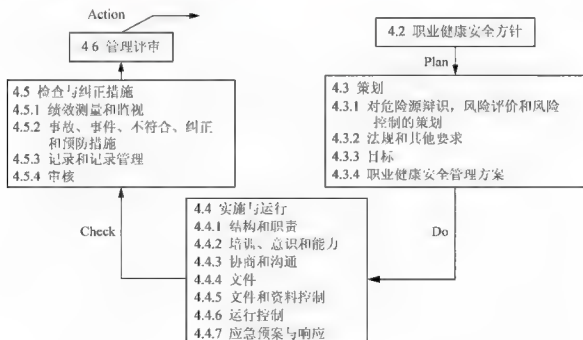 Action
4.6 管理评审
4.2 职业健康安全方针
Plan
4.5 检查与纠正措施
4.5.1 绩效测量和监视
4.5.2 事故、事件、不符合、纠正
和预防措施
4.5.3 记录和记录管理
4.5.4 审核
4.3 策划
4.3.1 对危险源辩识，风险评价和风险
控制的策划
4.3.2 法规和其他要求
4.3.3 目标
4.3.4 职业健康安全管理方案
Check
Do
4.4 实施与运行
4.4.1 结构和职责
4.4.2 培训、意识和能力
4.4.3 协商和沟通
4.4.4 文件
4.4.5 文件和资料控制
4.4.6 运行控制
4.4.7 应急预案与响应